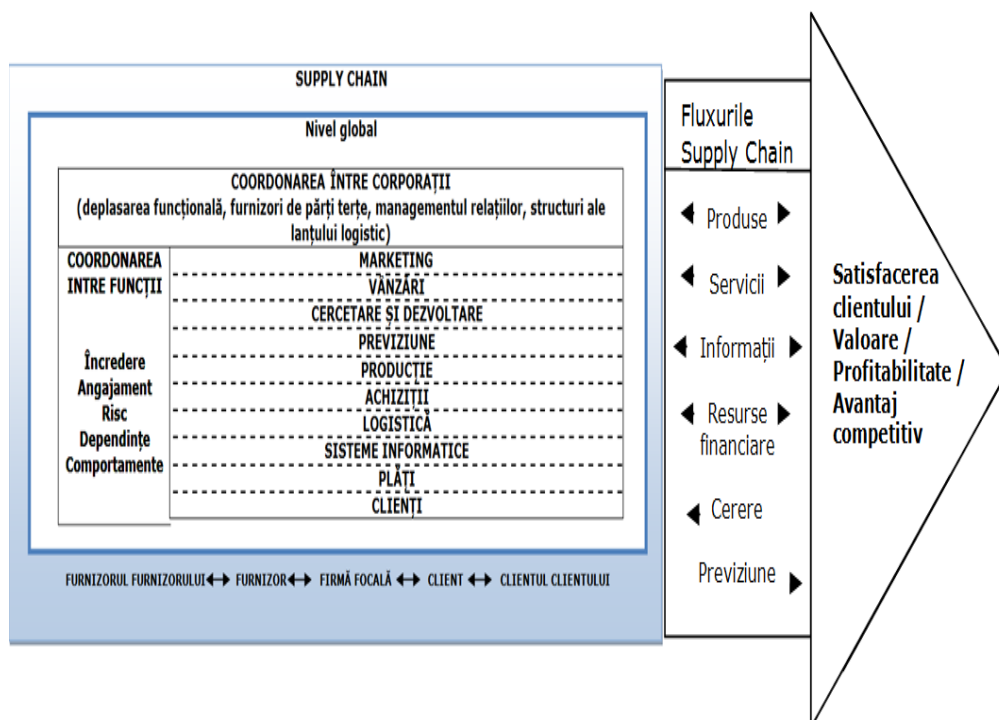 SUPPLY CHAIN
Nivel global
COORDONAREA ÎNTRE CORPORAȚII
(deplasarea funcțională, furnizori de părți terțe, managementul relațiilor, structuri ale
lanțului logistic)
COORDONAREA
INTRE FUNCȚII
Încredere
Angajament
Risc
Dependințe
Comportamente
MARKETING
VÂNZĂRI
CERCETARE ȘI DEZVOLTARE
PREVIZIUNE
PRODUCȚIE
ACHIZIȚII
LOGISTICĂ
SISTEME INFORMATICE
PLĂȚI
CLIENȚI
FURNIZORUL FURNIZORULUI ↔ FURNIZOR ↔ FIRMĂ FOCALĂ ↔ CLIENT ↔ CLIENTUL CLIENTULUI
Fluxurile
Supply Chain
Produse
Servicii
Informații
Resurse
financiare
Cerere
Previziune
Satisfacerea
clientului /
Valoare /
Profitabilitate /
Avantaj
competitiv